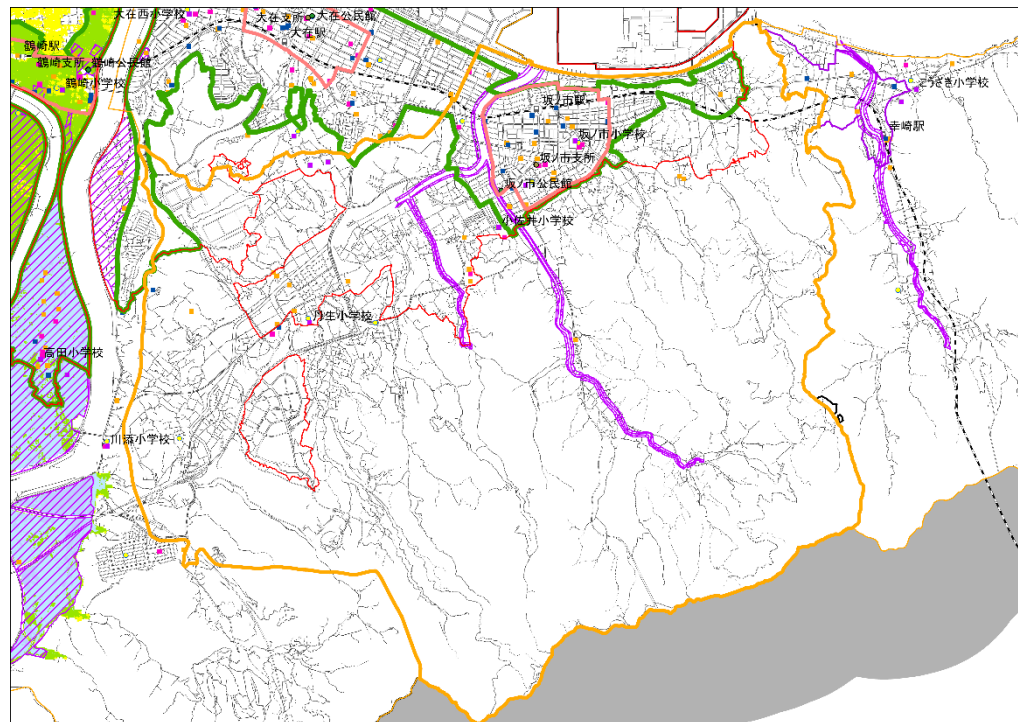 大在西小学校
大在支所
大在公民館
大在駅
鶴崎駅
鶴崎支所
鶴崎公民館
鶴崎小学校
こうざき小学校
坂ノ市駅
幸崎駅
坂ノ市小学校
坂ノ市支所
坂ノ市公民館
小佐井小学校
丹生小学校
高田小学校
川添小学校